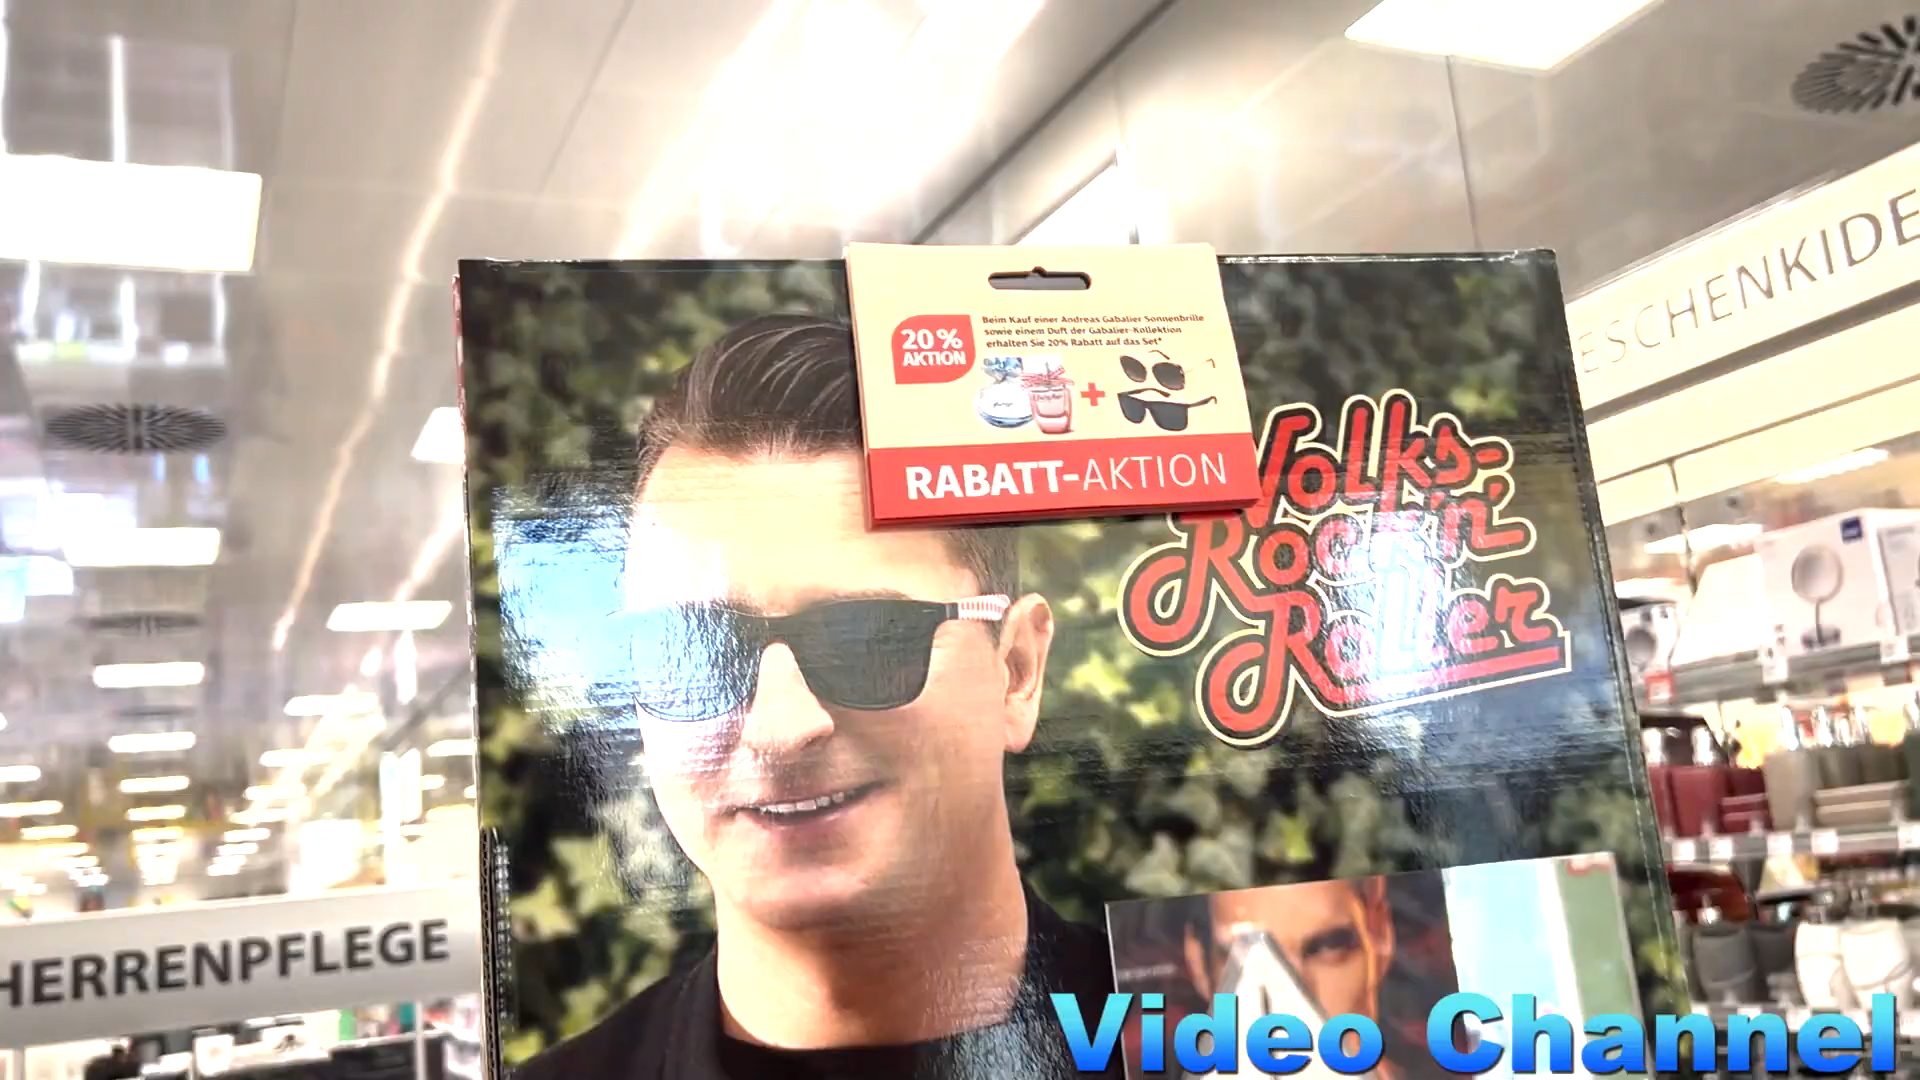 ESCHENKIDE
20%
AKTION
Beim Kauf einer Andreas Gabalier Sonnenbrille
sowie einem Duft der Gabalier-Kollektion
erhalten Sie 20% Rabatt auf das Set*
RABATT-AKTION
Volks-
Rock'n'
Roller
HERRENPFLEGE
Video Channel